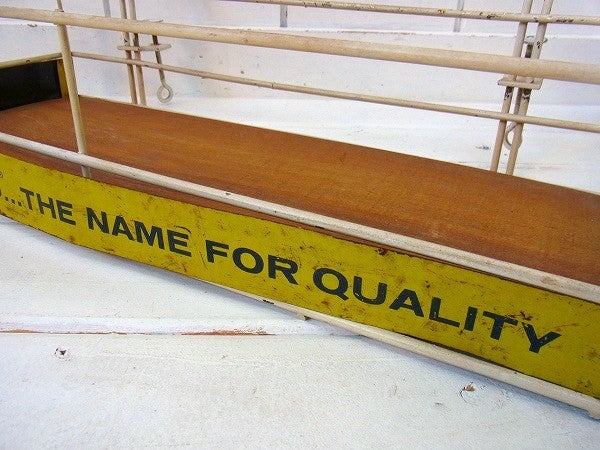 ...THE NAME FOR QUALITY